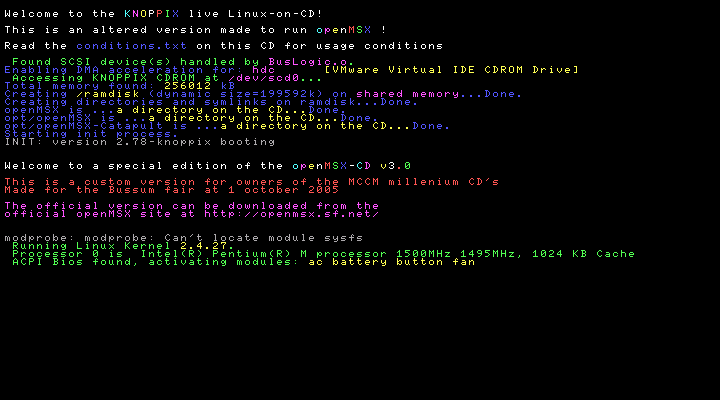 Welcome to the KNOPPIX live Linux-on-CD!
This is an altered version made to run openMSX !
Read the conditions.txt on this CD for usage conditions
Found SCSI device(s) handled by BusLogic.o.
Enabling DMA acceleration for: hdc [VMware Virtual IDE CDROM Drive]
Accessing KNOPPIX CDROM at /dev/scd0...
Total memory found: 256012 kB
Creating /ramdisk (dynamic size=199592k) on shared memory...Done.
Creating directories and symlinks on ramdisk...Done.
openMSX is ...a directory on the CD...Done.
opt/openMSX is ...a directory on the CD...Done.
opt/openMSX-Catapult is ...a directory on the CD...Done.
Starting init process.
INIT: version 2.78-knoppix booting
Welcome to a special edition of the openMSX-CD v3.0
This is a custom version for owners of the MCCM millenium CD's
Made for the Bussum fair at 1 october 2005
The official version can be downloaded from the
official openMSX site at http://openmsx.sf.net/
modprobe: modprobe: Can't locate module sysfs
Running Linux Kernel 2.4.27.
Processor 0 is Intel(R) Pentium(R) M processor 1500MHz 1495MHz, 1024 KB Cache
ACPI Bios found, activating modules: ac battery button fan